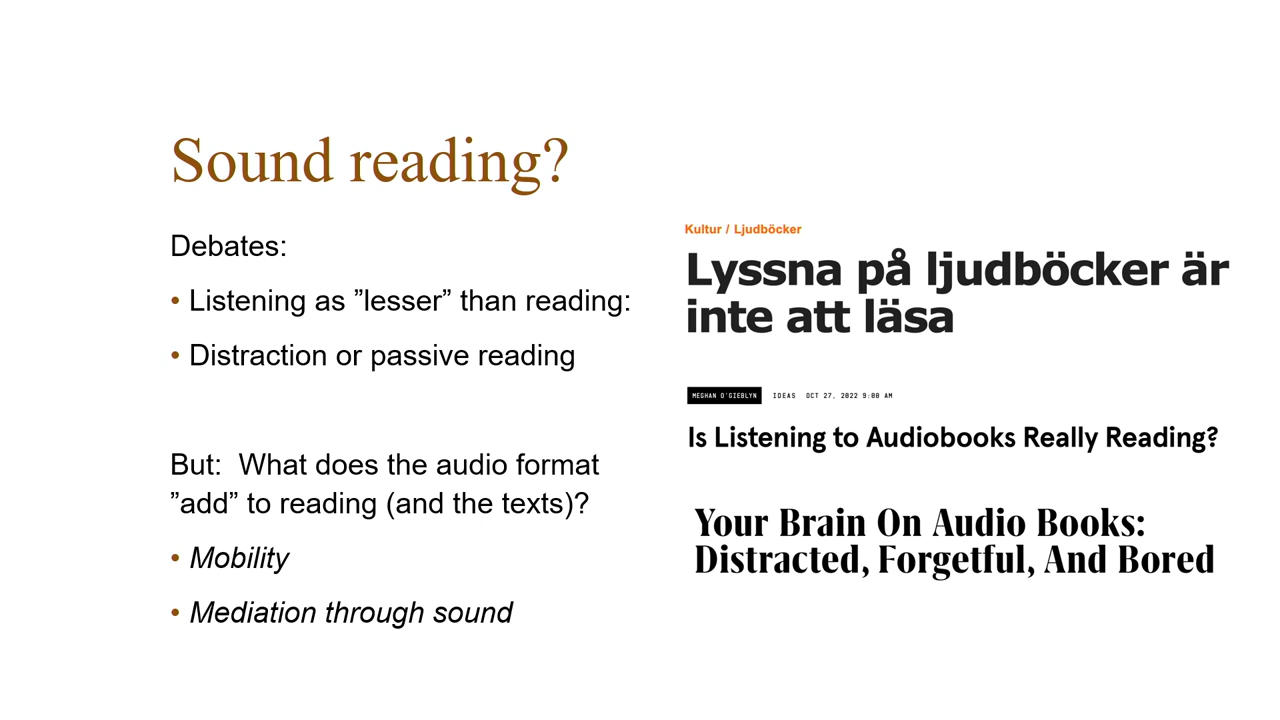 Sound reading?
Debates:
• Listening as ”lesser” than reading:
• Distraction or passive reading
But:  What does the audio format
”add” to reading (and the texts)?
• Mobility
• Mediation through sound
Kultur / Ljudböcker
Lyssna på ljudböcker är
inte att läsa
MEGHAN O'GIEBLYN IDEAS OCT 27, 2022 9:00 AM
Is Listening to Audiobooks Really Reading?
Your Brain On Audio Books:
Distracted, Forgetful, And Bored